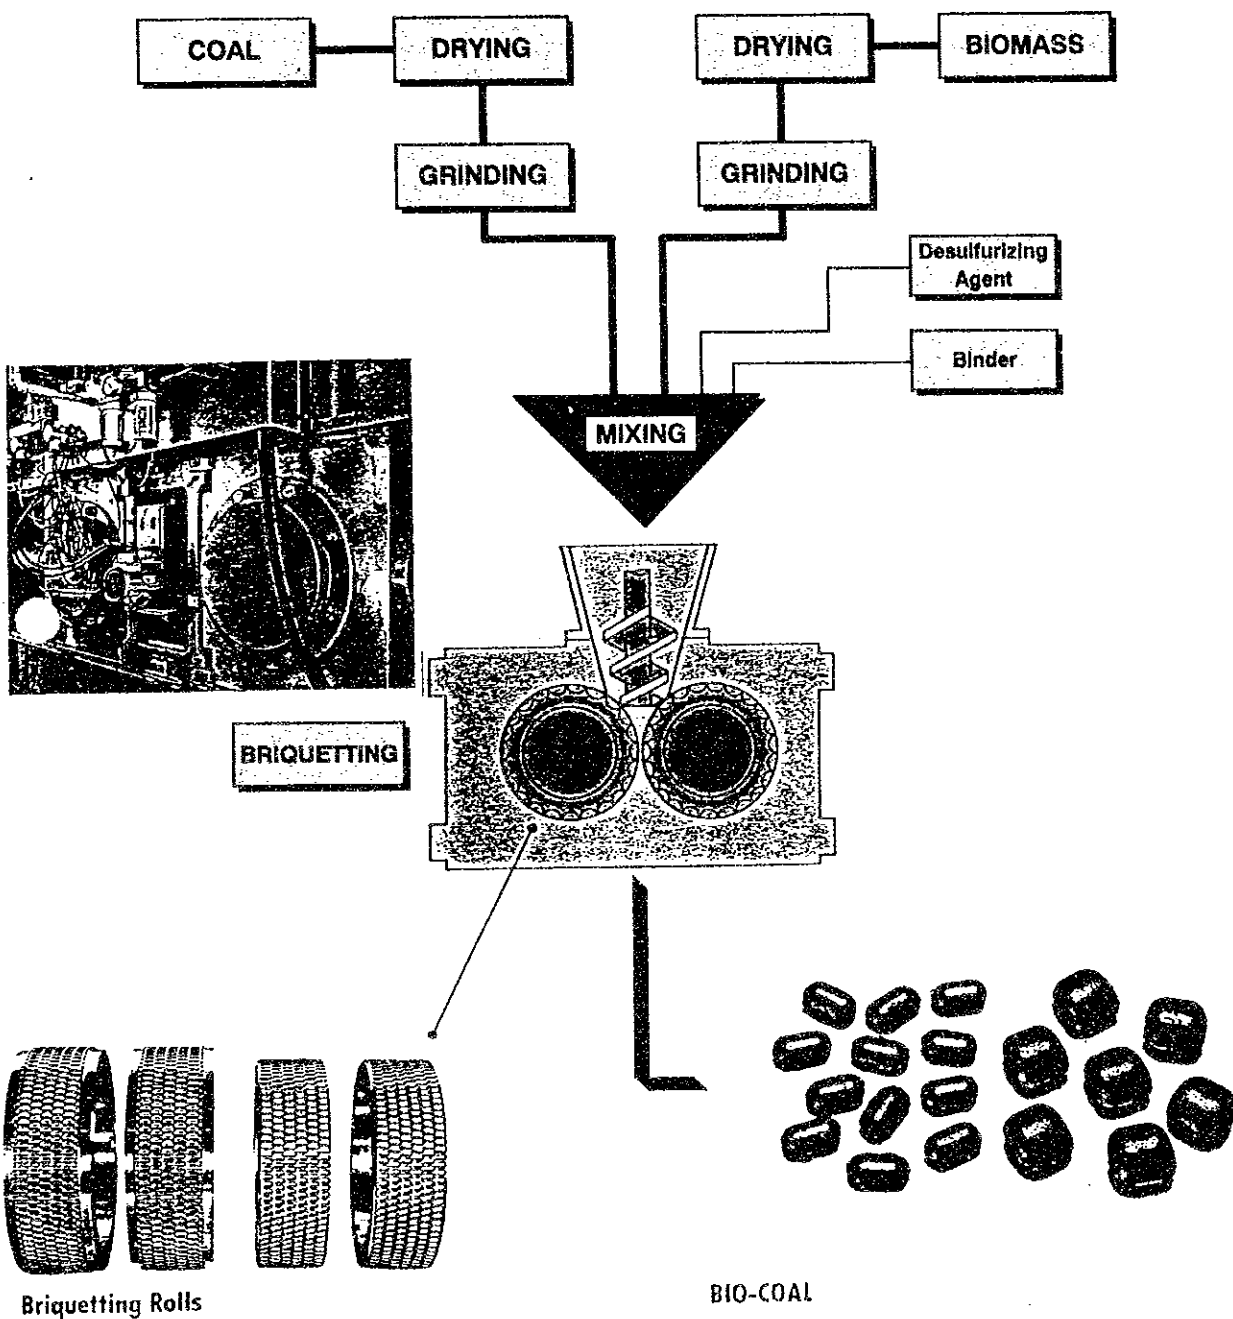 COAL
DRYING
DRYING
BIOMASS
GRINDING
GRINDING
Desulfurizing
Agent
Binder
MIXING
BRIQUETTING
Briquetting Rolls
BIO-COAL